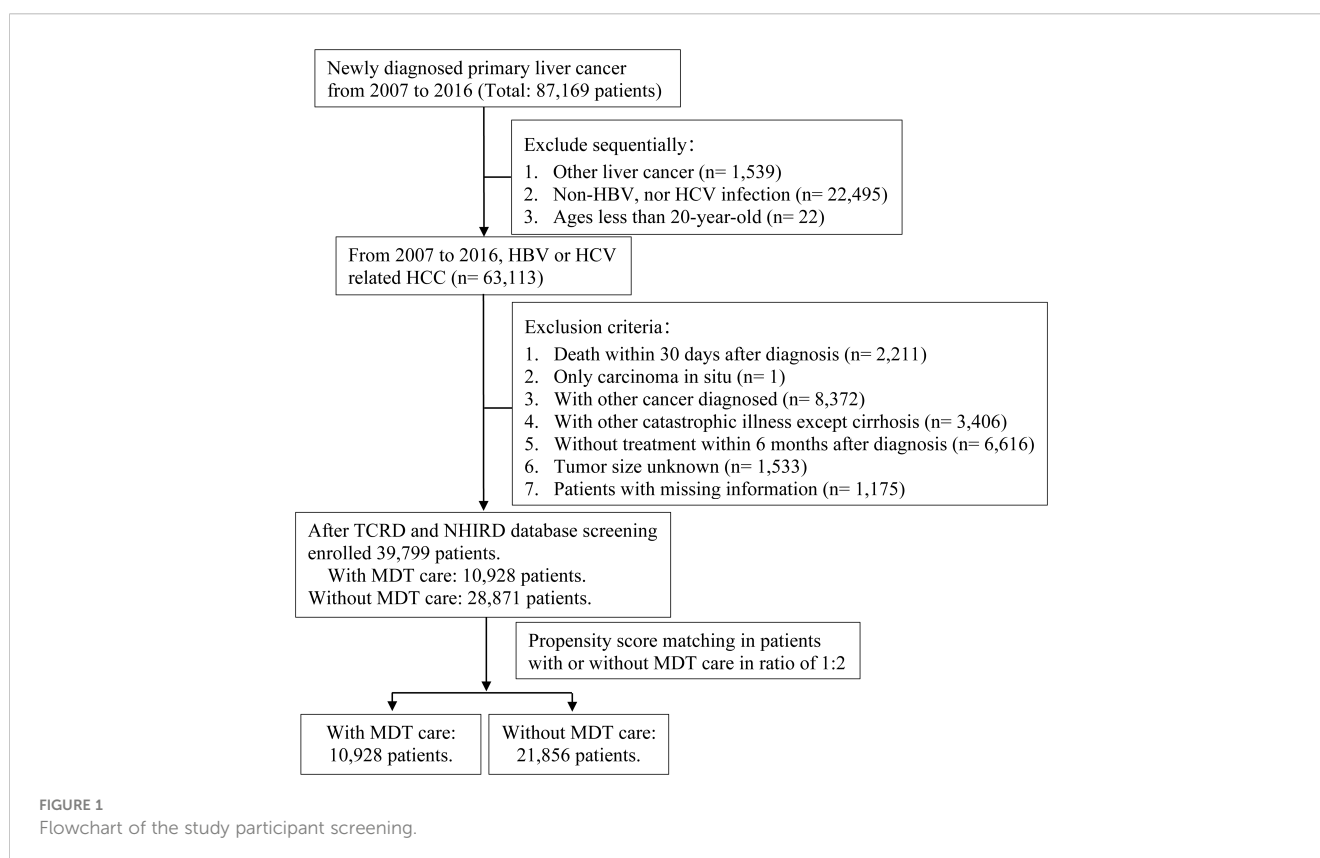 Newly diagnosed primary liver cancer
from 2007 to 2016 (Total: 87,169 patients)
Exclude sequentially:
1. Other liver cancer (n= 1,539)
2. Non-HBV, nor HCV infection (n= 22,495)
3. Ages less than 20-year-old (n= 22)
From 2007 to 2016, HBV or HCV
related HCC (n= 63,113)
Exclusion criteria:
1. Death within 30 days after diagnosis (n= 2,211)
2. Only carcinoma in situ (n= 1)
3. With other cancer diagnosed (n= 8,372)
4. With other catastrophic illness except cirrhosis (n= 3,406)
5. Without treatment within 6 months after diagnosis (n= 6,616)
6. Tumor size unknown (n= 1,533)
7. Patients with missing information (n= 1,175)
After TCRD and NHIRD database screening
enrolled 39,799 patients.
With MDT care: 10,928 patients.
Without MDT care: 28,871 patients.
Propensity score matching in patients
with or without MDT care in ratio of 1:2
With MDT care:
10,928 patients.
Without MDT care:
21,856 patients.
FIGURE 1
Flowchart of the study participant screening.